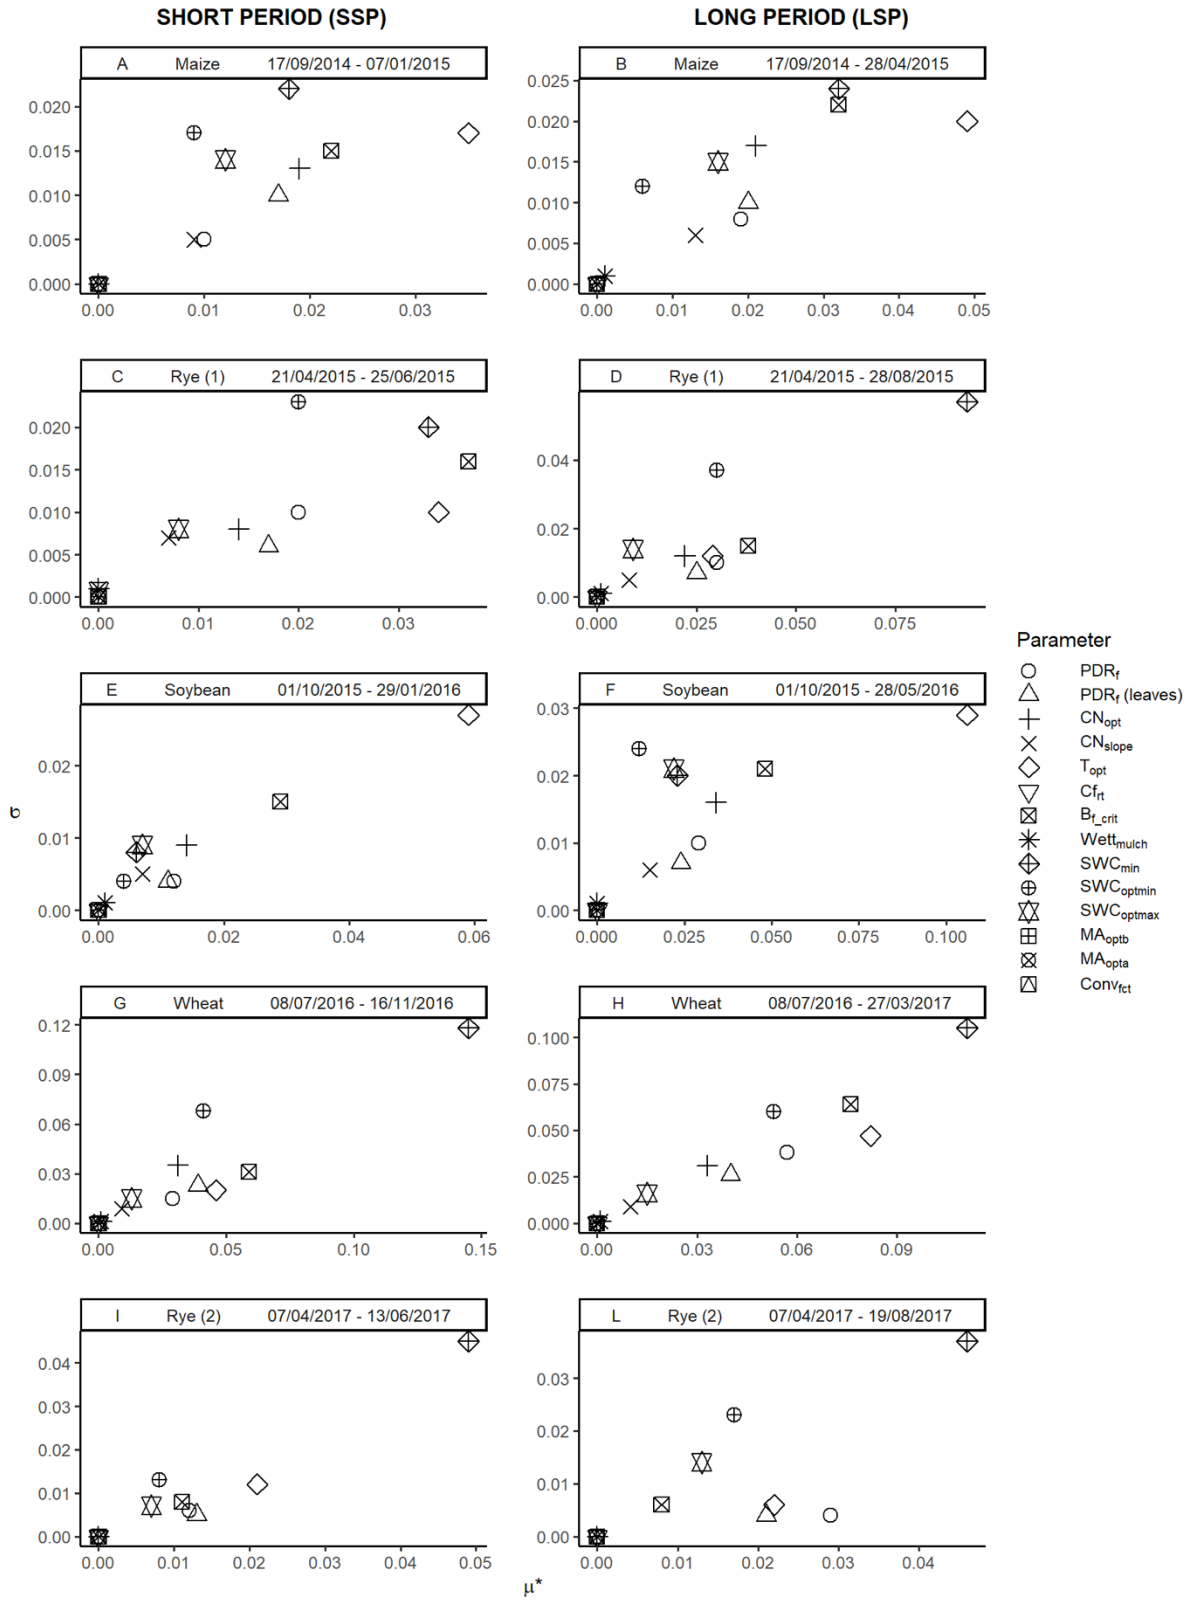 SHORT PERIOD (SSP) LONG PERIOD (LSP)
A Maize 17/09/2014 - 07/01/2015
0.020
0.015
0.010
0.005
0.000
0.00 0.01 0.02 0.03
B Maize 17/09/2014 - 28/04/2015
0.025
0.020
0.015
0.010
0.005
0.000
0.00 0.01 0.02 0.03 0.04 0.05
C Rye (1) 21/04/2015 - 25/06/2015
0.020
0.015
0.010
0.005
0.000
0.00 0.01 0.02 0.03
D Rye (1) 21/04/2015 - 28/08/2015
0.04
0.02
0.00
0.000 0.025 0.050 0.075
E Soybean 01/10/2015 - 29/01/2016
0.02
0.01
0.00
0.00 0.02 0.04 0.06
F Soybean 01/10/2015 - 28/05/2016
0.03
0.02
0.01
0.00
0.000 0.025 0.050 0.075 0.100
G Wheat 08/07/2016 - 16/11/2016
0.12
0.09
0.06
0.03
0.00
0.00 0.05 0.10 0.15
H Wheat 08/07/2016 - 27/03/2017
0.100
0.075
0.050
0.025
0.000
0.00 0.03 0.06 0.09
I Rye (2) 07/04/2017 - 13/06/2017
0.04
0.03
0.02
0.01
0.00
0.00 0.01 0.02 0.03 0.04 0.05
L Rye (2) 07/04/2017 - 19/08/2017
0.03
0.02
0.01
0.00
0.00 0.01 0.02 0.03 0.04
σ
μ*
Parameter
PDRf
PDRf (leaves)
CNopt
CNslope
Topt
Cfrt
Bf_crit
Wettmulch
SWCmin
SWCoptmin
SWCoptmax
MAoptb
MAopta
Convfct